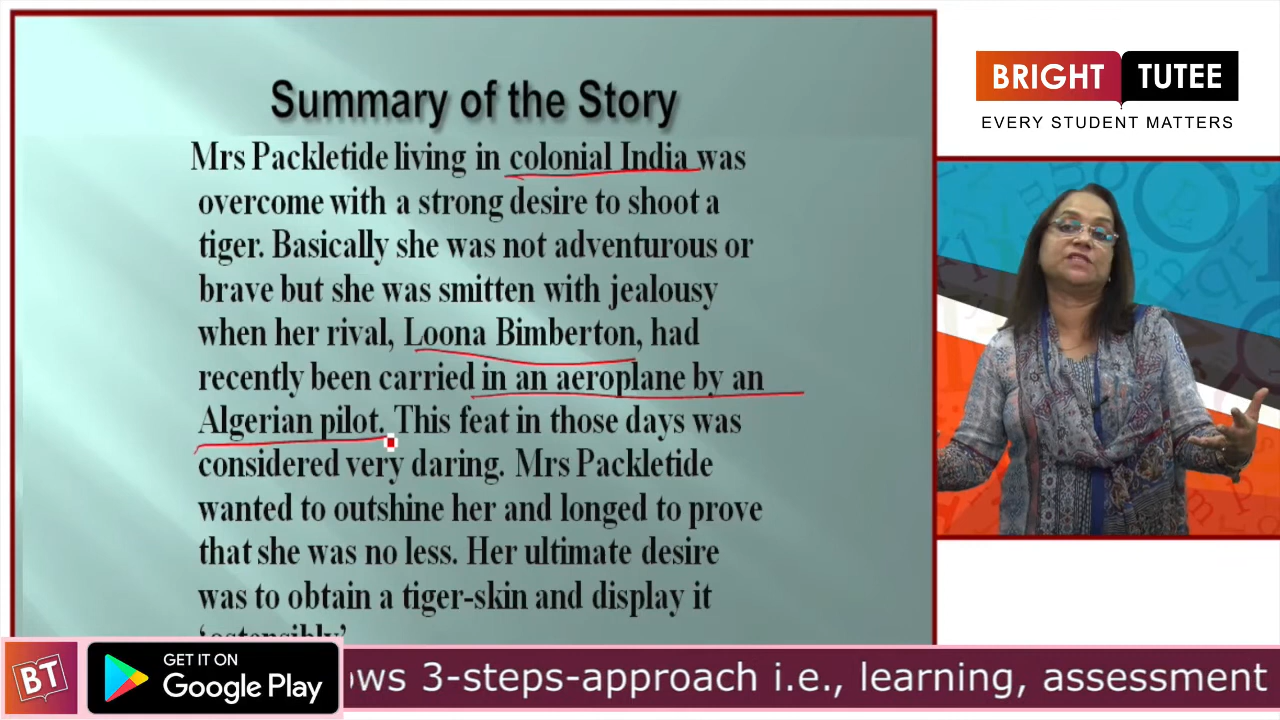 Summary of the Story
Mrs Packletide living in colonial India was
overcome with a strong desire to shoot a
tiger. Basically she was not adventurous or
brave but she was smitten with jealousy
when her rival, Loona Bimberton, had
recently been carried in an aeroplane by an
Algerian pilot. This feat in those days was
considered very daring. Mrs Packletide
wanted to outshine her and longed to prove
that she was no less. Her ultimate desire
was to obtain a tiger-skin and display it
‘ostensibly’
BRIGHT TUTEE
EVERY STUDENT MATTERS
BT
GET IT ON
Google Play
ows 3-steps-approach i.e., learning, assessment